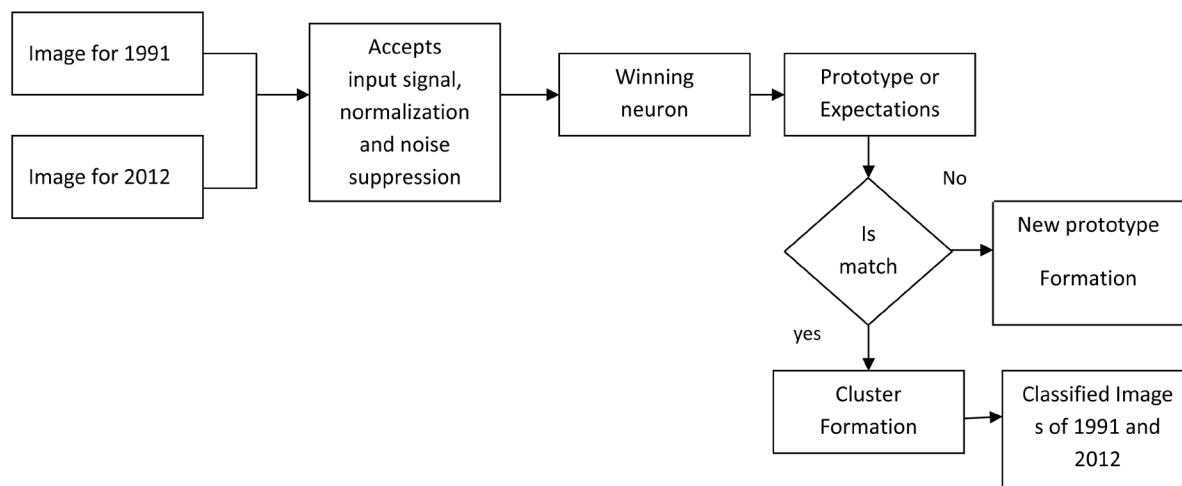 Image for 1991
Image for 2012
Accepts
input signal,
normalization
and noise
suppression
Winning
neuron
Prototype or
Expectations
Is
match
No
New prototype
Formation
yes
Cluster
Formation
Classified Image
s of 1991 and
2012